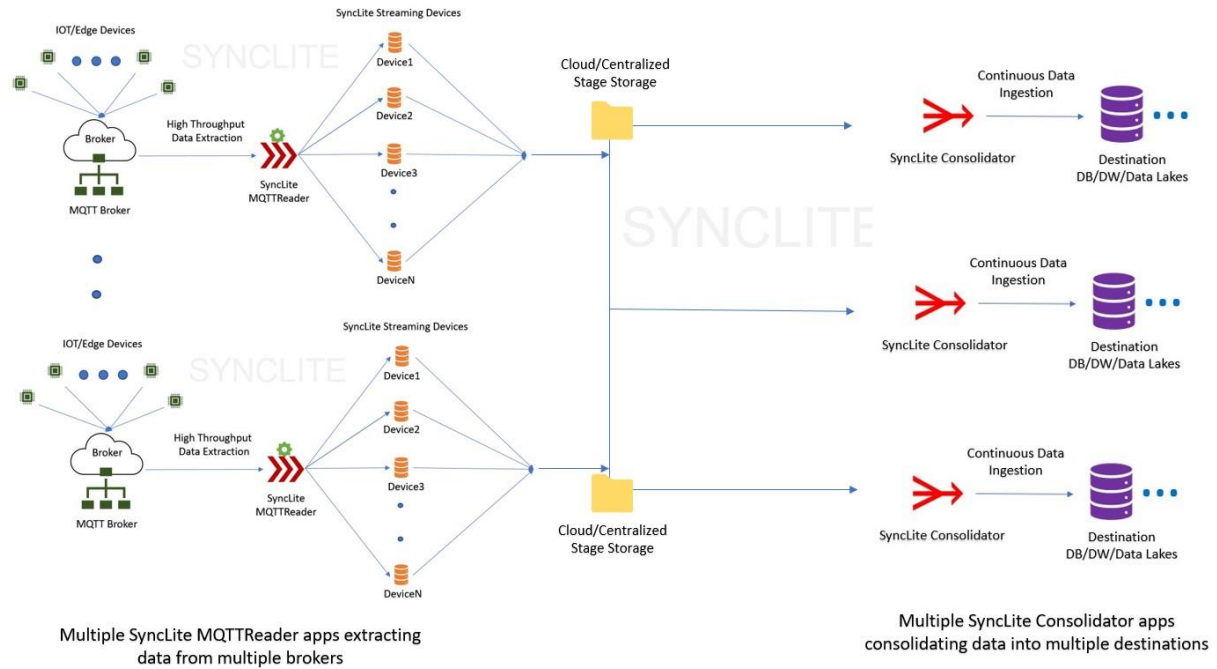 SyncLite Streaming Devices
IOT/Edge Devices
SYNCLITE
Device1
Device2
Device3
DeviceN
Broker
High Throughput
Data Extraction
SyncLite
MQTTReader
MQTT Broker
Cloud/Centralized
Stage Storage
Continuous Data
Ingestion
SyncLite Consolidator
Destination
DB/DW/Data Lakes
SYNCLITE
Continuous Data
Ingestion
SyncLite Consolidator
Destination
DB/DW/Data Lakes
SyncLite Streaming Devices
IOT/Edge Devices
SYNCLITE
Device1
Device2
Device3
DeviceN
Broker
High Throughput
Data Extraction
SyncLite
MQTTReader
MQTT Broker
Cloud/Centralized
Stage Storage
Continuous Data
Ingestion
SyncLite Consolidator
Destination
DB/DW/Data Lakes
Multiple SyncLite MQTTReader apps extracting
data from multiple brokers
Multiple SyncLite Consolidator apps
consolidating data into multiple destinations